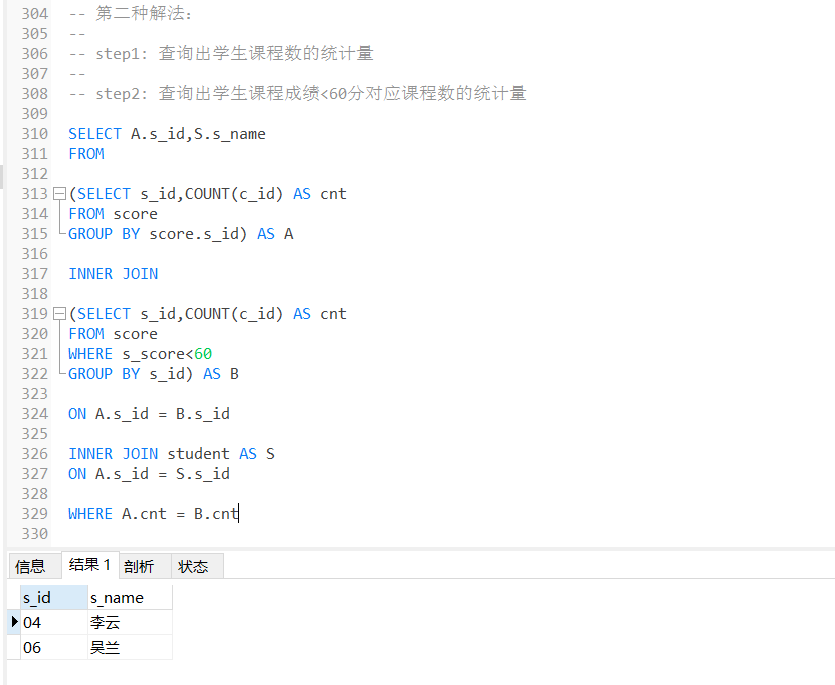 304 -- 第二种解法：
305 --
306 -- step1: 查询出学生课程数的统计量
307 --
308 -- step2: 查询出学生课程成绩<60分对应课程数的统计量
309
310 SELECT A.s_id,S.s_name
311 FROM
312
313 (SELECT s_id,COUNT(c_id) AS cnt
314 FROM score
315 GROUP BY score.s_id) AS A
316
317 INNER JOIN
318
319 (SELECT s_id,COUNT(c_id) AS cnt
320 FROM score
321 WHERE s_score<60
322 GROUP BY s_id) AS B
323
324 ON A.s_id = B.s_id
325
326 INNER JOIN student AS S
327 ON A.s_id = S.s_id
328
329 WHERE A.cnt = B.cnt
330
信息 结果 1 剖析 状态
s_id s_name
04 李云
06 吴兰